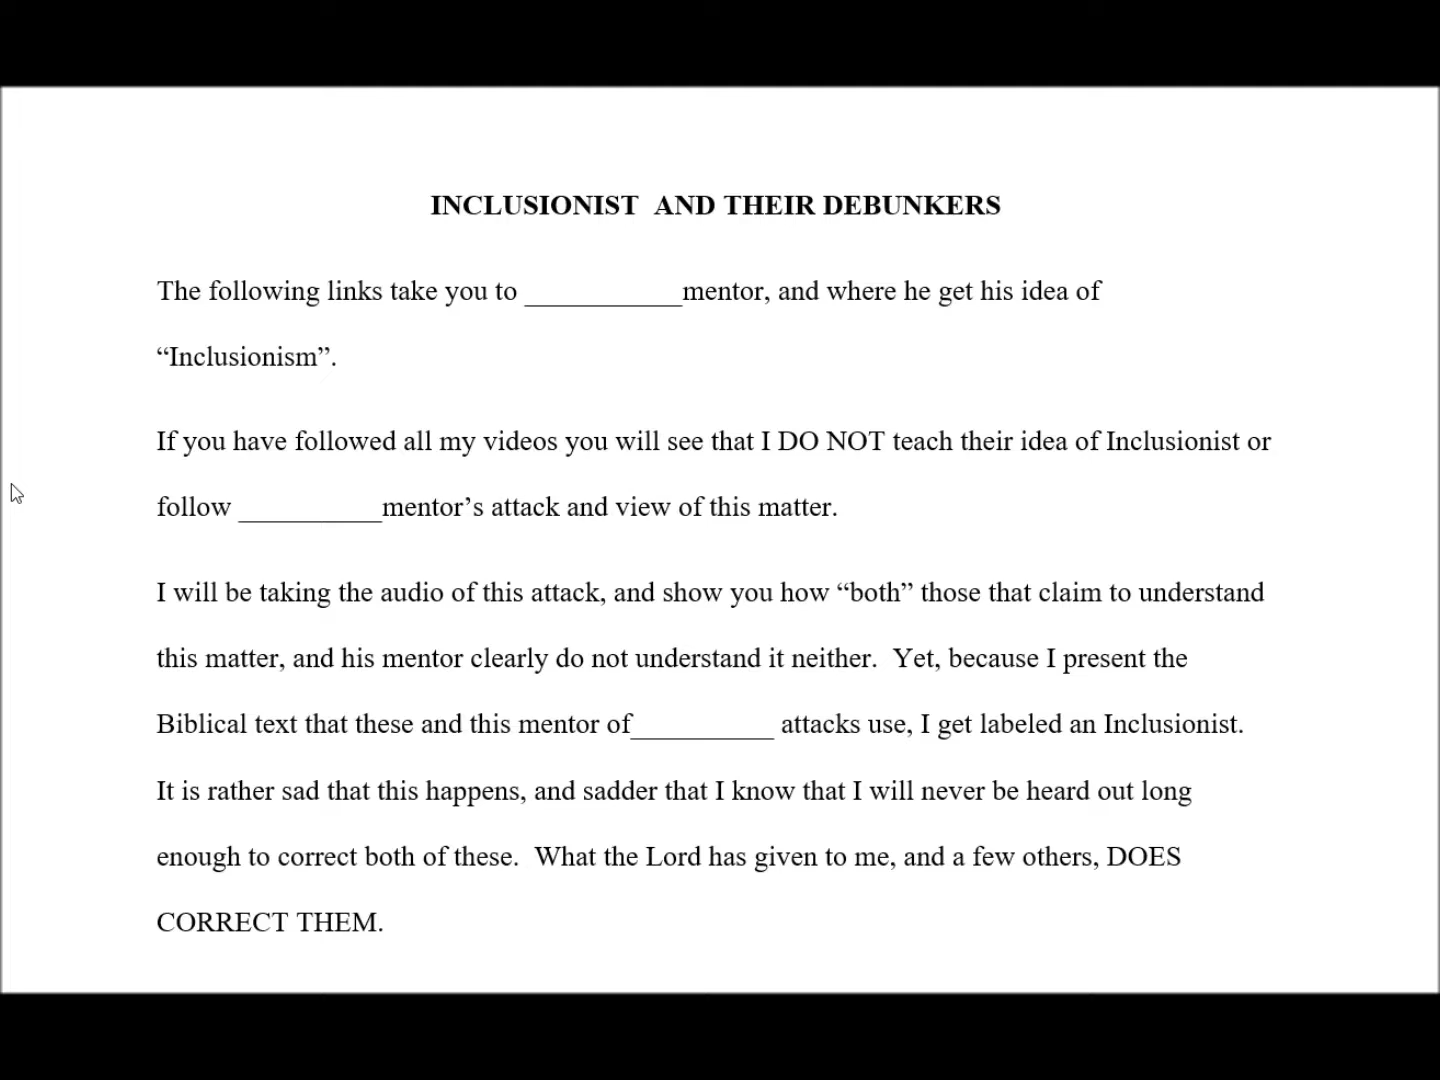 INCLUSIONIST  AND THEIR DEBUNKERS
The following links take you to ___________mentor, and where he get his idea of
“Inclusionism”.
If you have followed all my videos you will see that I DO NOT teach their idea of Inclusionist or
follow __________mentor’s attack and view of this matter.
I will be taking the audio of this attack, and show you how “both” those that claim to understand
this matter, and his mentor clearly do not understand it neither.  Yet, because I present the
Biblical text that these and this mentor of__________ attacks use, I get labeled an Inclusionist.
It is rather sad that this happens, and sadder that I know that I will never be heard out long
enough to correct both of these.  What the Lord has given to me, and a few others, DOES
CORRECT THEM.